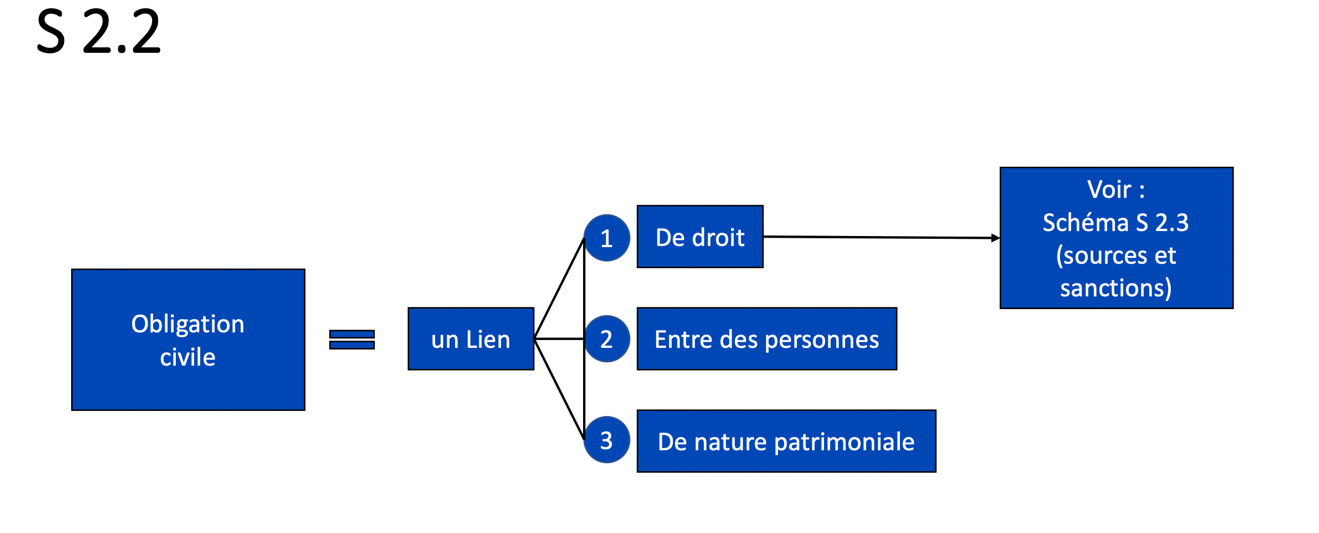 S 2.2
Obligation
civile
un Lien
1
De droit
2
Entre des personnes
3
De nature patrimoniale
Voir :
Schéma S 2.3
(sources et
sanctions)